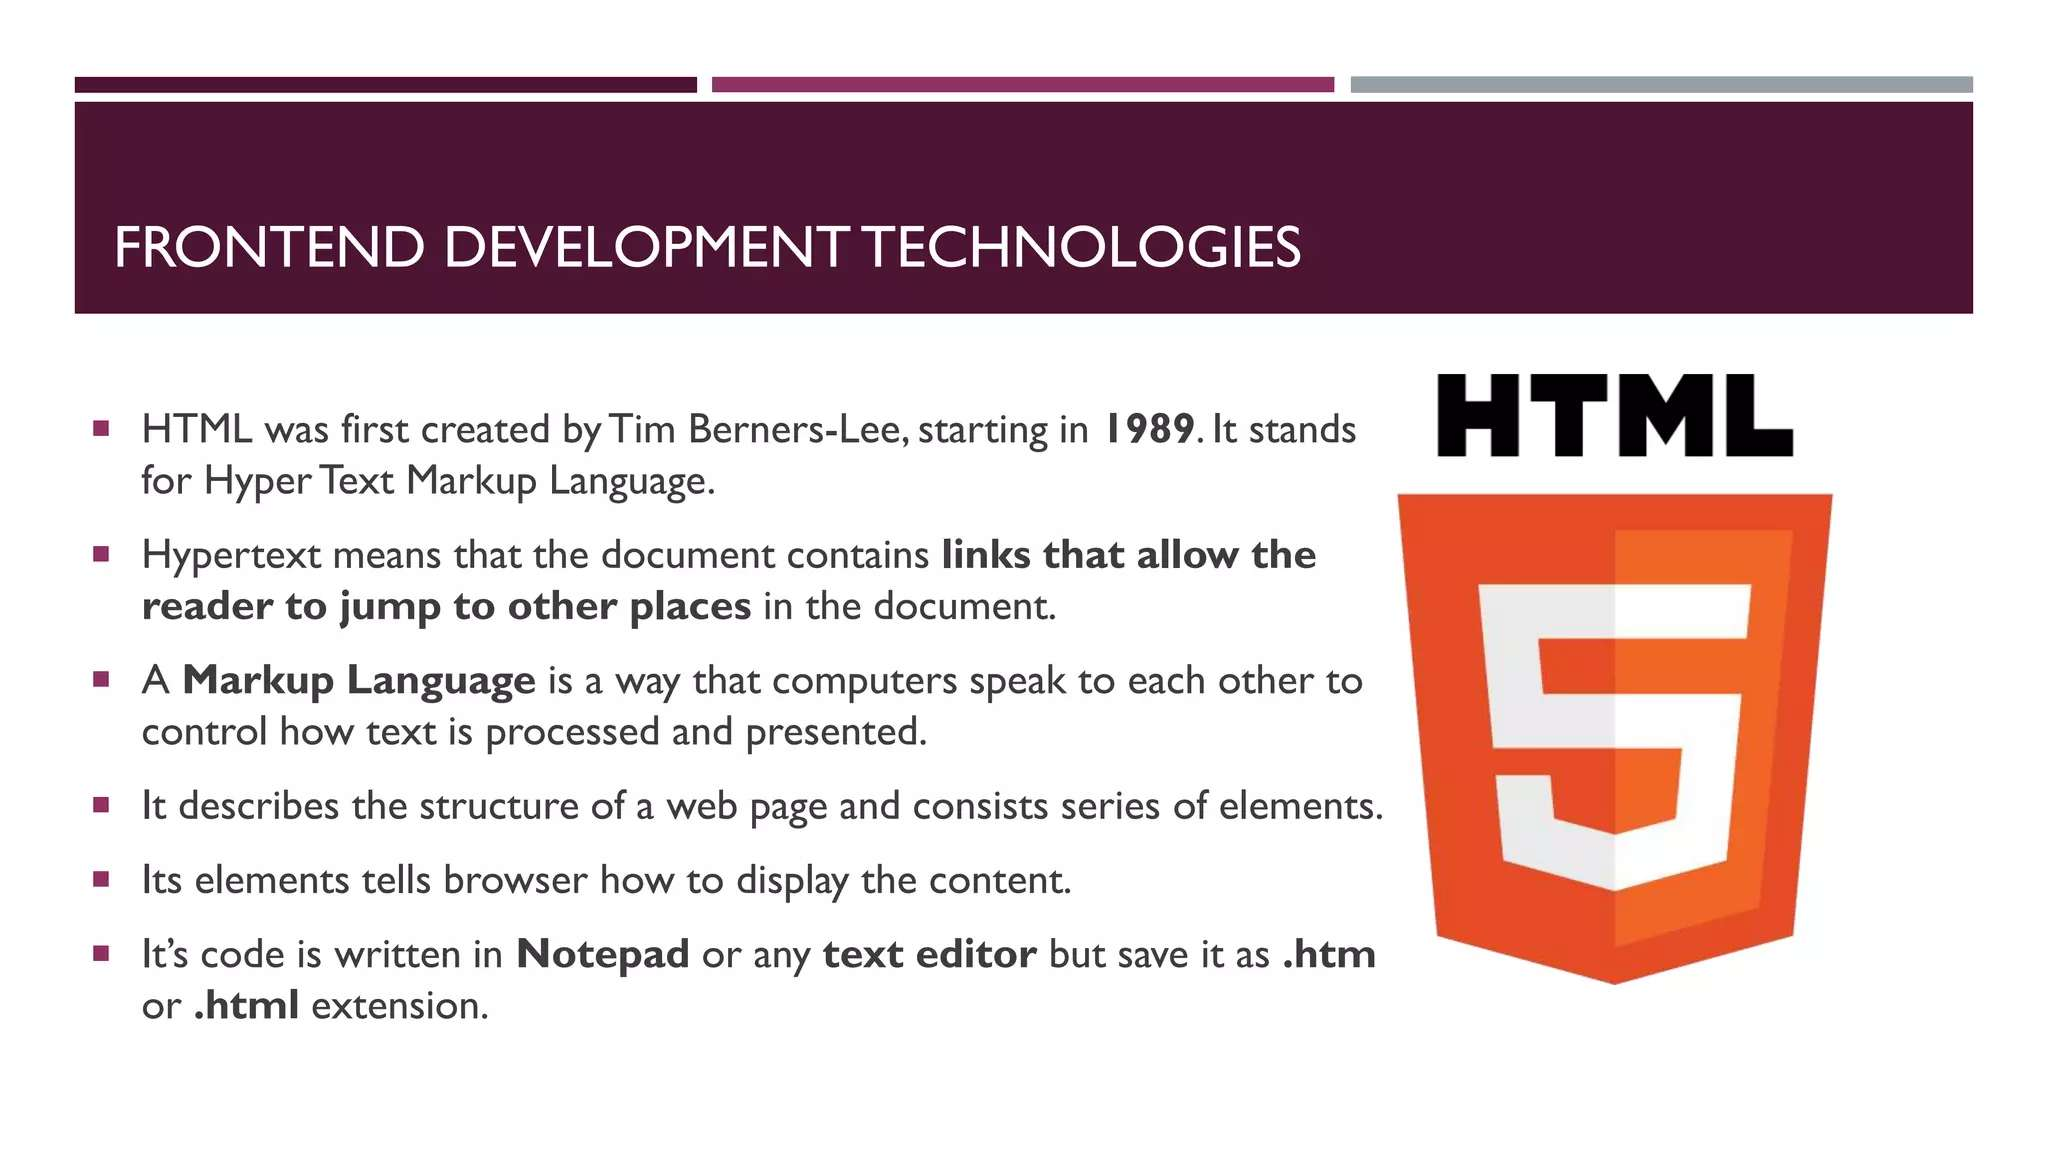 FRONTEND DEVELOPMENT TECHNOLOGIES
HTML was first created by Tim Berners-Lee, starting in 1989. It stands
for Hyper Text Markup Language.
Hypertext means that the document contains links that allow the
reader to jump to other places in the document.
A Markup Language is a way that computers speak to each other to
control how text is processed and presented.
It describes the structure of a web page and consists series of elements.
Its elements tells browser how to display the content.
It’s code is written in Notepad or any text editor but save it as .htm
or .html extension.
HTML
5